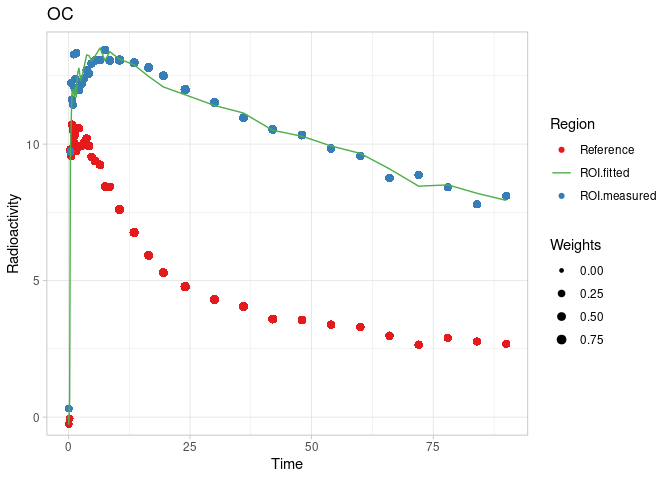 OC
Radioactivity
10
5
0
0
25
50
75
Time
Region
Reference
ROI.fitted
ROI.measured
Weights
0.00
0.25
0.50
0.75